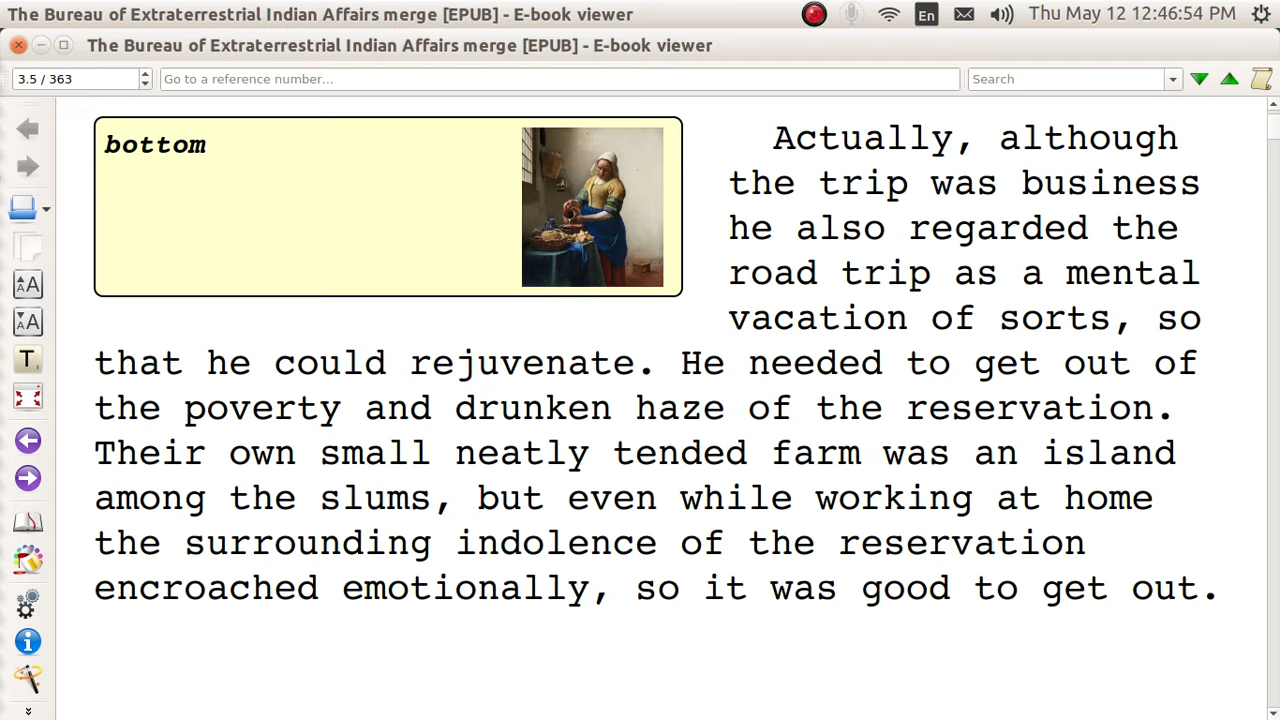 The Bureau of Extraterrestrial Indian Affairs merge [EPUB] - E-book viewer
En
Thu May 12 12:46:54 PM
The Bureau of Extraterrestrial Indian Affairs merge [EPUB] - E-book viewer
3.5 / 363
Go to a reference number...
Search
bottom
Actually, although
the trip was business
he also regarded the
road trip as a mental
vacation of sorts, so
that he could rejuvenate. He needed to get out of
the poverty and drunken haze of the reservation.
Their own small neatly tended farm was an island
among the slums, but even while working at home
the surrounding indolence of the reservation
encroached emotionally, so it was good to get out.
AA
AA
T